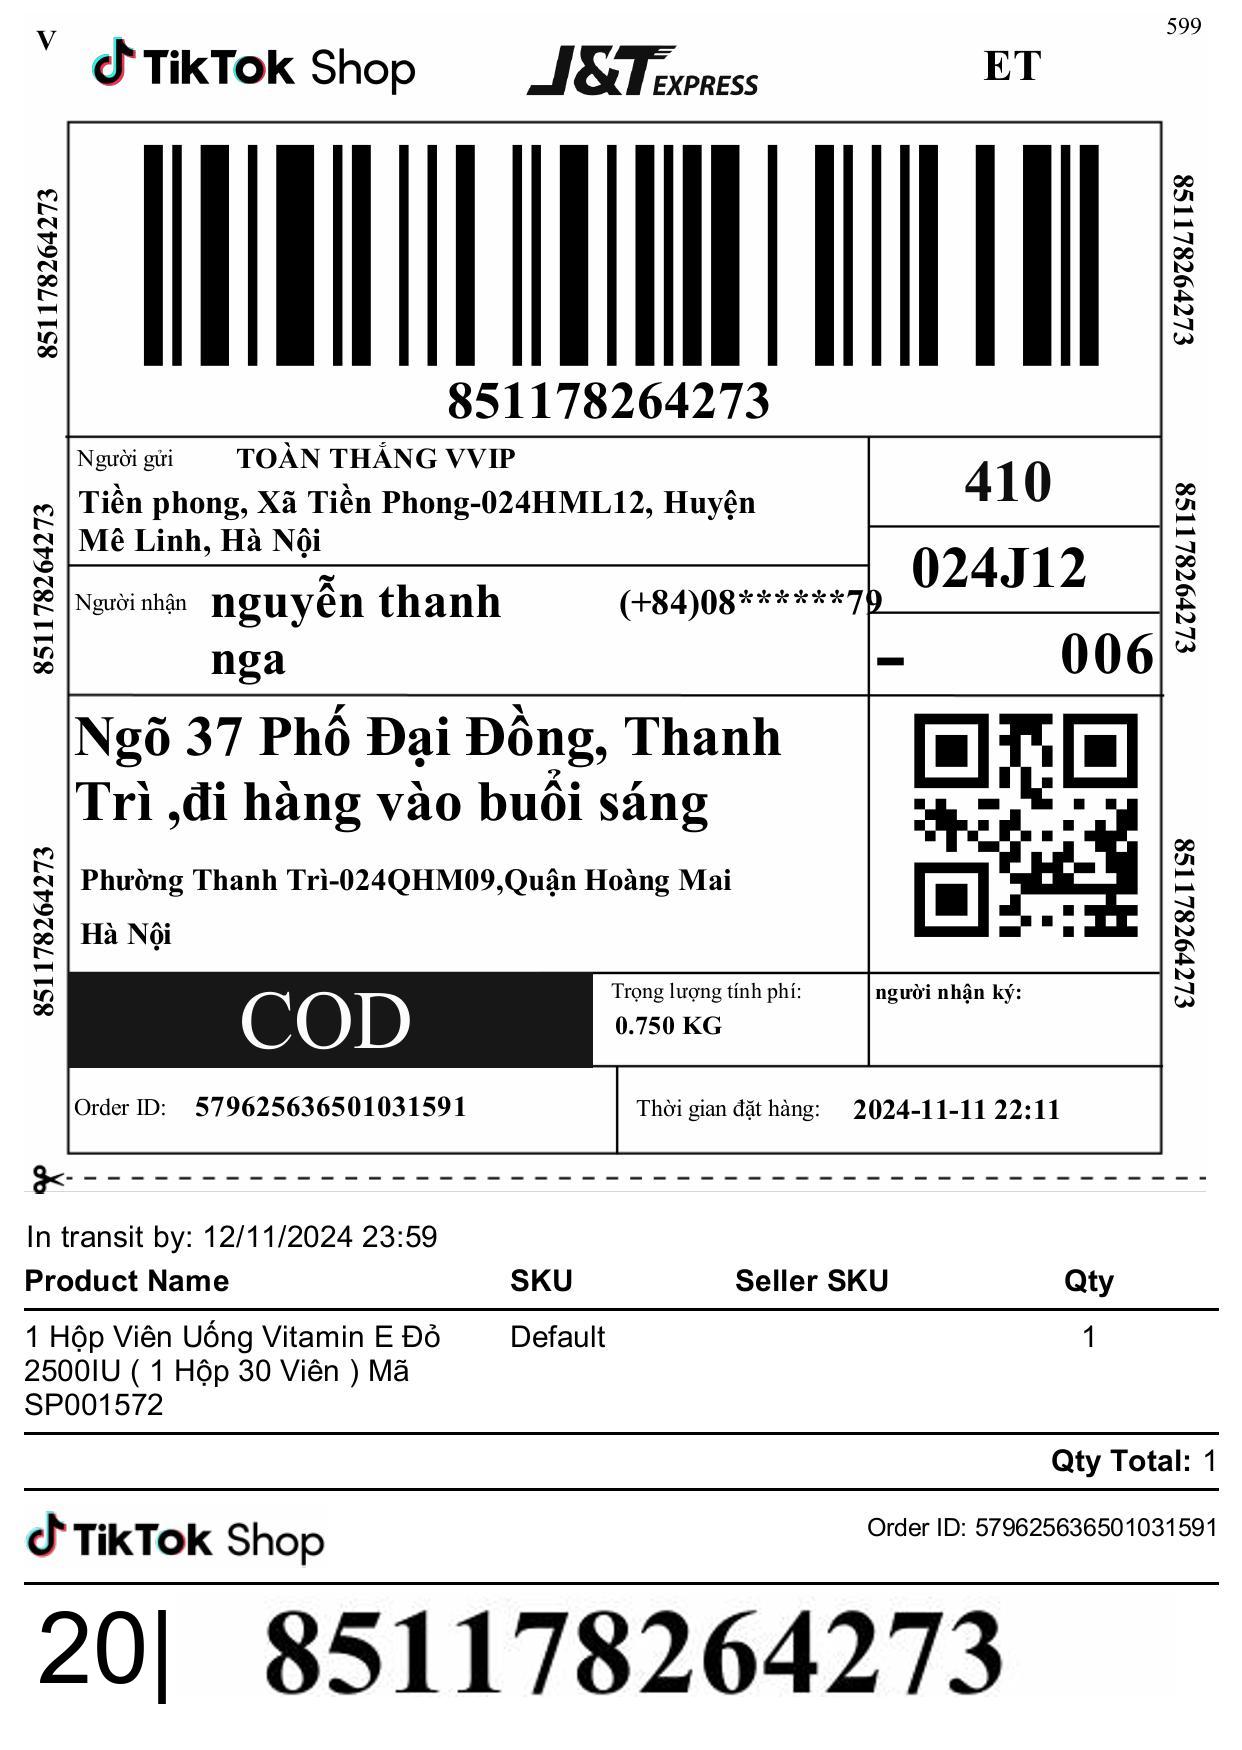 599
V
TikTok Shop
J&T EXPRESS
ET
851178264273
851178264273
851178264273
Người gửi TOÀN THẮNG VVIP
Tiền phong, Xã Tiền Phong-024HML12, Huyện
Mê Linh, Hà Nội
410
024J12
851178264273
851178264273
Người nhận nguyễn thanh (+84)08******79
nga
- 006
Ngõ 37 Phố Đại Đồng, Thanh
Trì ,đi hàng vào buổi sáng
Phường Thanh Trì-024QHM09,Quận Hoàng Mai
Hà Nội
851178264273
851178264273
COD
Trọng lượng tính phí:
0.750 KG
người nhận ký:
Order ID: 579625636501031591
Thời gian đặt hàng: 2024-11-11 22:11
In transit by: 12/11/2024 23:59
Product Name SKU Seller SKU Qty
1 Hộp Viên Uống Vitamin E Đỏ Default 1
2500IU ( 1 Hộp 30 Viên ) Mã
SP001572
Qty Total: 1
TikTok Shop
Order ID: 579625636501031591
20| 851178264273